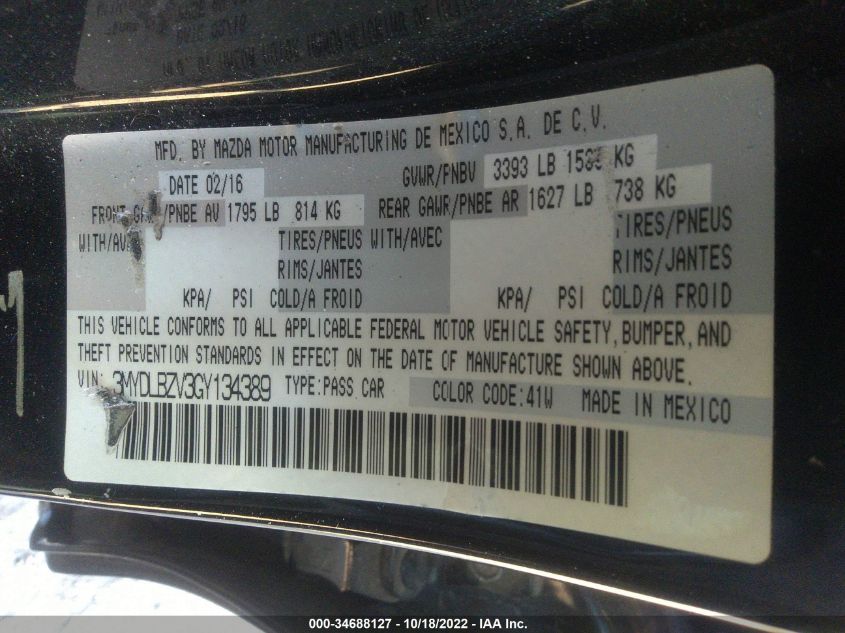 MFD. BY MAZDA MOTOR MANUFACTURING DE MEXICO S.A. DE C.V.
DATE 02/16 GVWR/PNBV 3393 LB KG
FRONT /PNBE AV 1795 LB 814 KG REAR GAWR/PNBE AR 1627 LB 738 KG
WITH/AVEC TIRES/PNEUS WITH/AVEC TIRES/PNEUS
RIMS/JANTES RIMS/JANTES
KPA/ PSI COLD/A FROID KPA/ PSI COLD/A FROID
THIS VEHICLE CONFORMS TO ALL APPLICABLE FEDERAL MOTOR VEHICLE SAFETY, BUMPER, AND
THEFT PREVENTION STANDARDS IN EFFECT ON THE DATE OF MANUFACTURE SHOWN ABOVE.
VIN: 3MYDLBZV3GY134389 TYPE:PASS CAR COLOR CODE:41W MADE IN MEXICO
000-34688127 - 10/18/2022 - IAA Inc.